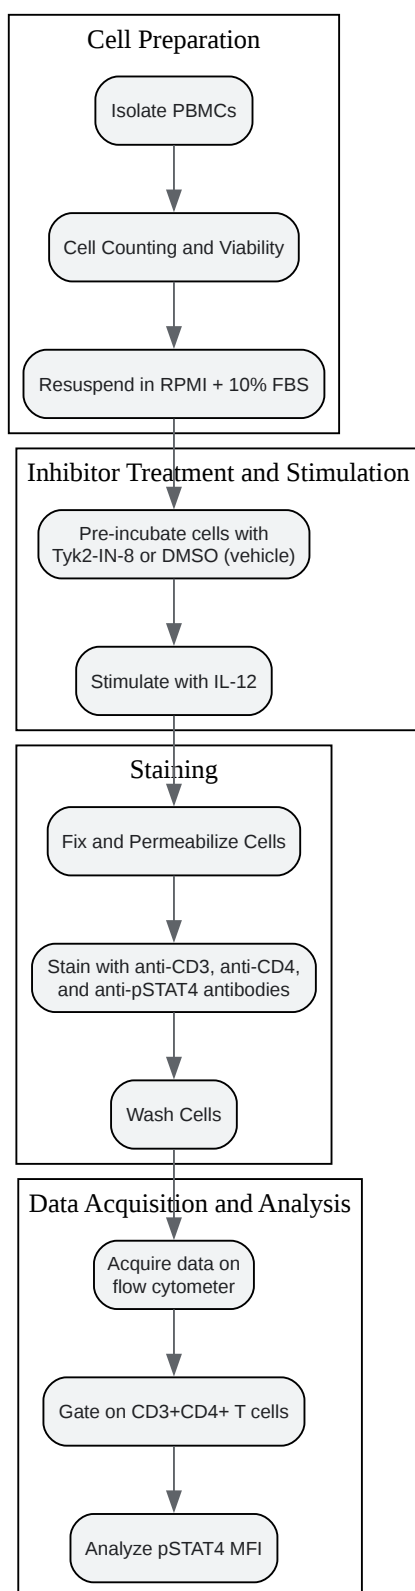 Cell Preparation
Isolate PBMCs
Cell Counting and Viability
Resuspend in RPMI + 10% FBS
Inhibitor Treatment and Stimulation
Pre-incubate cells with
Tyk2-IN-8 or DMSO (vehicle)
Stimulate with IL-12
Staining
Fix and Permeabilize Cells
Stain with anti-CD3, anti-CD4,
and anti-pSTAT4 antibodies
Wash Cells
Data Acquisition and Analysis
Acquire data on
flow cytometer
Gate on CD3+CD4+ T cells
Analyze pSTAT4 MFI